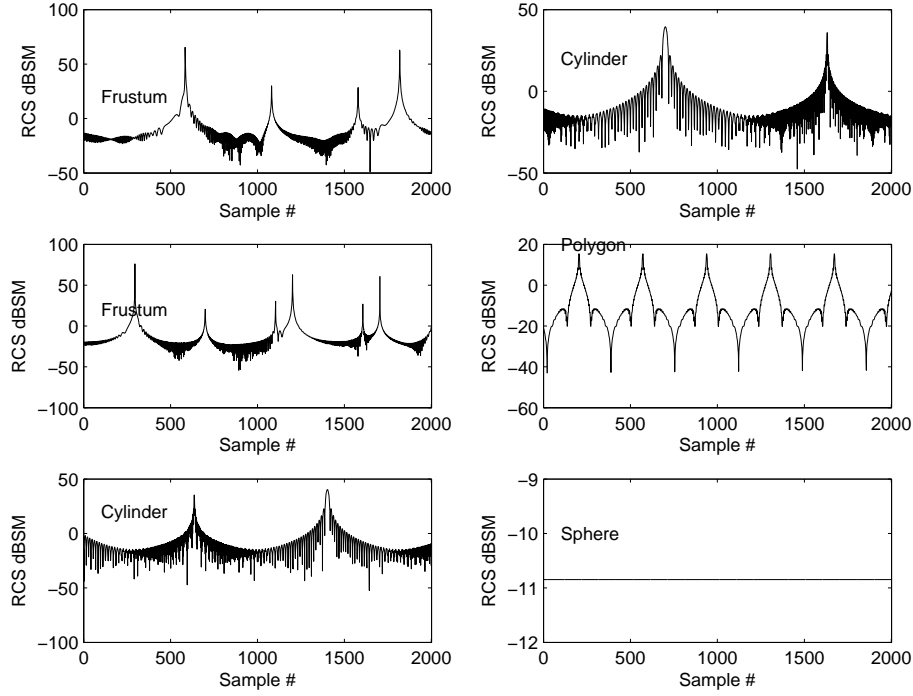 100
50
0
−50
RCS dBSM
Frustum
0 500 1000 1500 2000
Sample #
50
0
−50
RCS dBSM
Cylinder
0 500 1000 1500 2000
Sample #
100
50
0
−50
−100
RCS dBSM
Frustum
0 500 1000 1500 2000
Sample #
20
0
−20
−40
−60
RCS dBSM
Polygon
0 500 1000 1500 2000
Sample #
50
0
−50
−100
RCS dBSM
Cylinder
0 500 1000 1500 2000
Sample #
−9
−10
−11
−12
RCS dBSM
Sphere
0 500 1000 1500 2000
Sample #